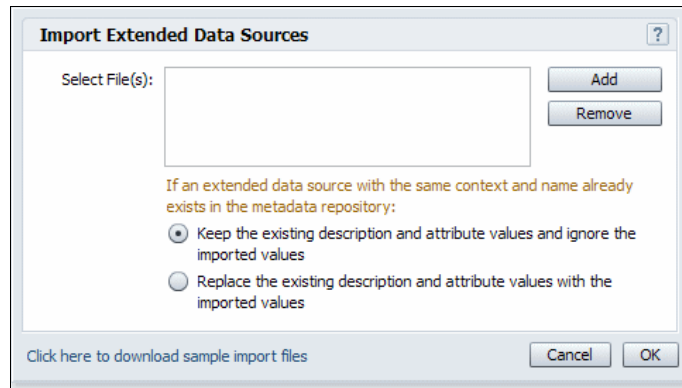 Import Extended Data Sources
?
Select File(s):
Add
Remove
If an extended data source with the same context and name already
exists in the metadata repository:
Keep the existing description and attribute values and ignore the
imported values
Replace the existing description and attribute values with the
imported values
Click here to download sample import files
Cancel
OK